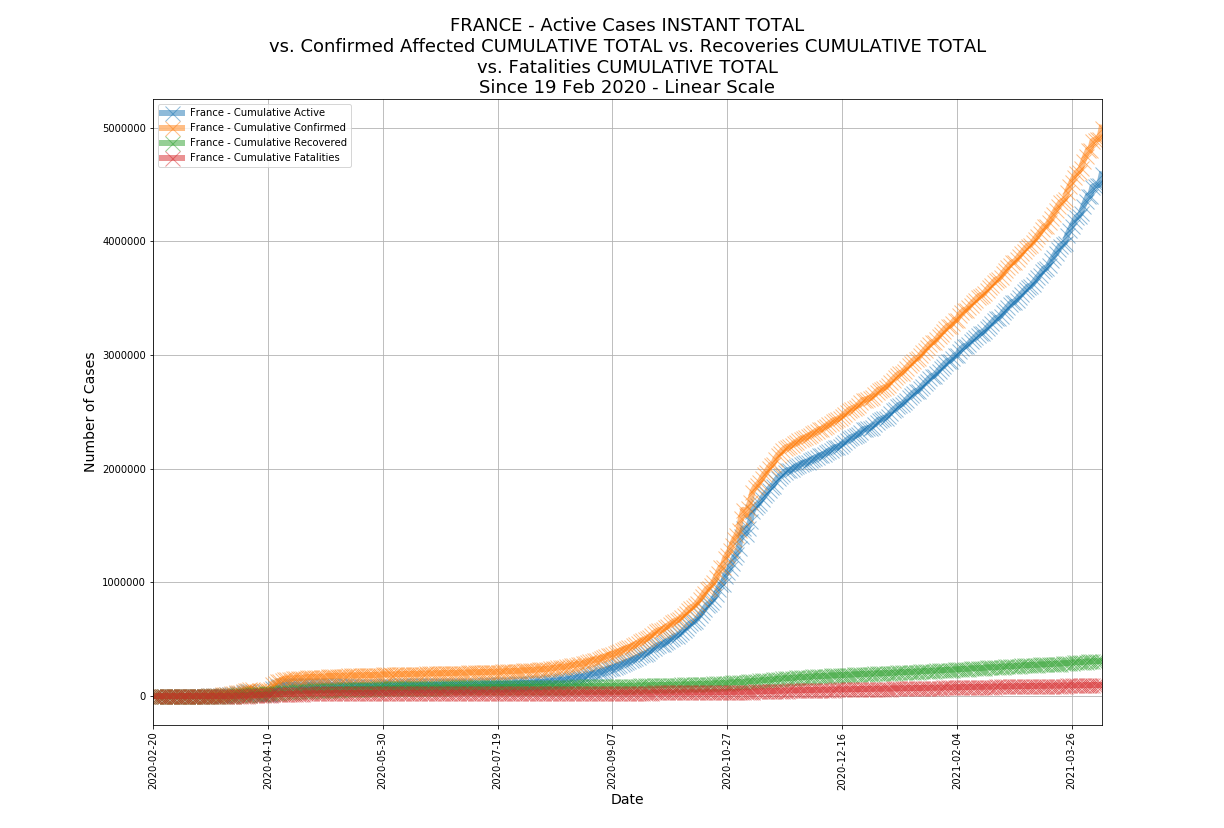 FRANCE - Active Cases INSTANT TOTAL
vs. Confirmed Affected CUMULATIVE TOTAL vs. Recoveries CUMULATIVE TOTAL
vs. Fatalities CUMULATIVE TOTAL
Since 19 Feb 2020 - Linear Scale
France - Cumulative Active
France - Cumulative Confirmed
France - Cumulative Recovered
France - Cumulative Fatalities
5000000
4000000
3000000
2000000
1000000
0
Number of Cases
2020-02-20
2020-04-10
2020-05-30
2020-07-19
2020-09-07
2020-10-27
2020-12-16
2021-02-04
2021-03-26
Date